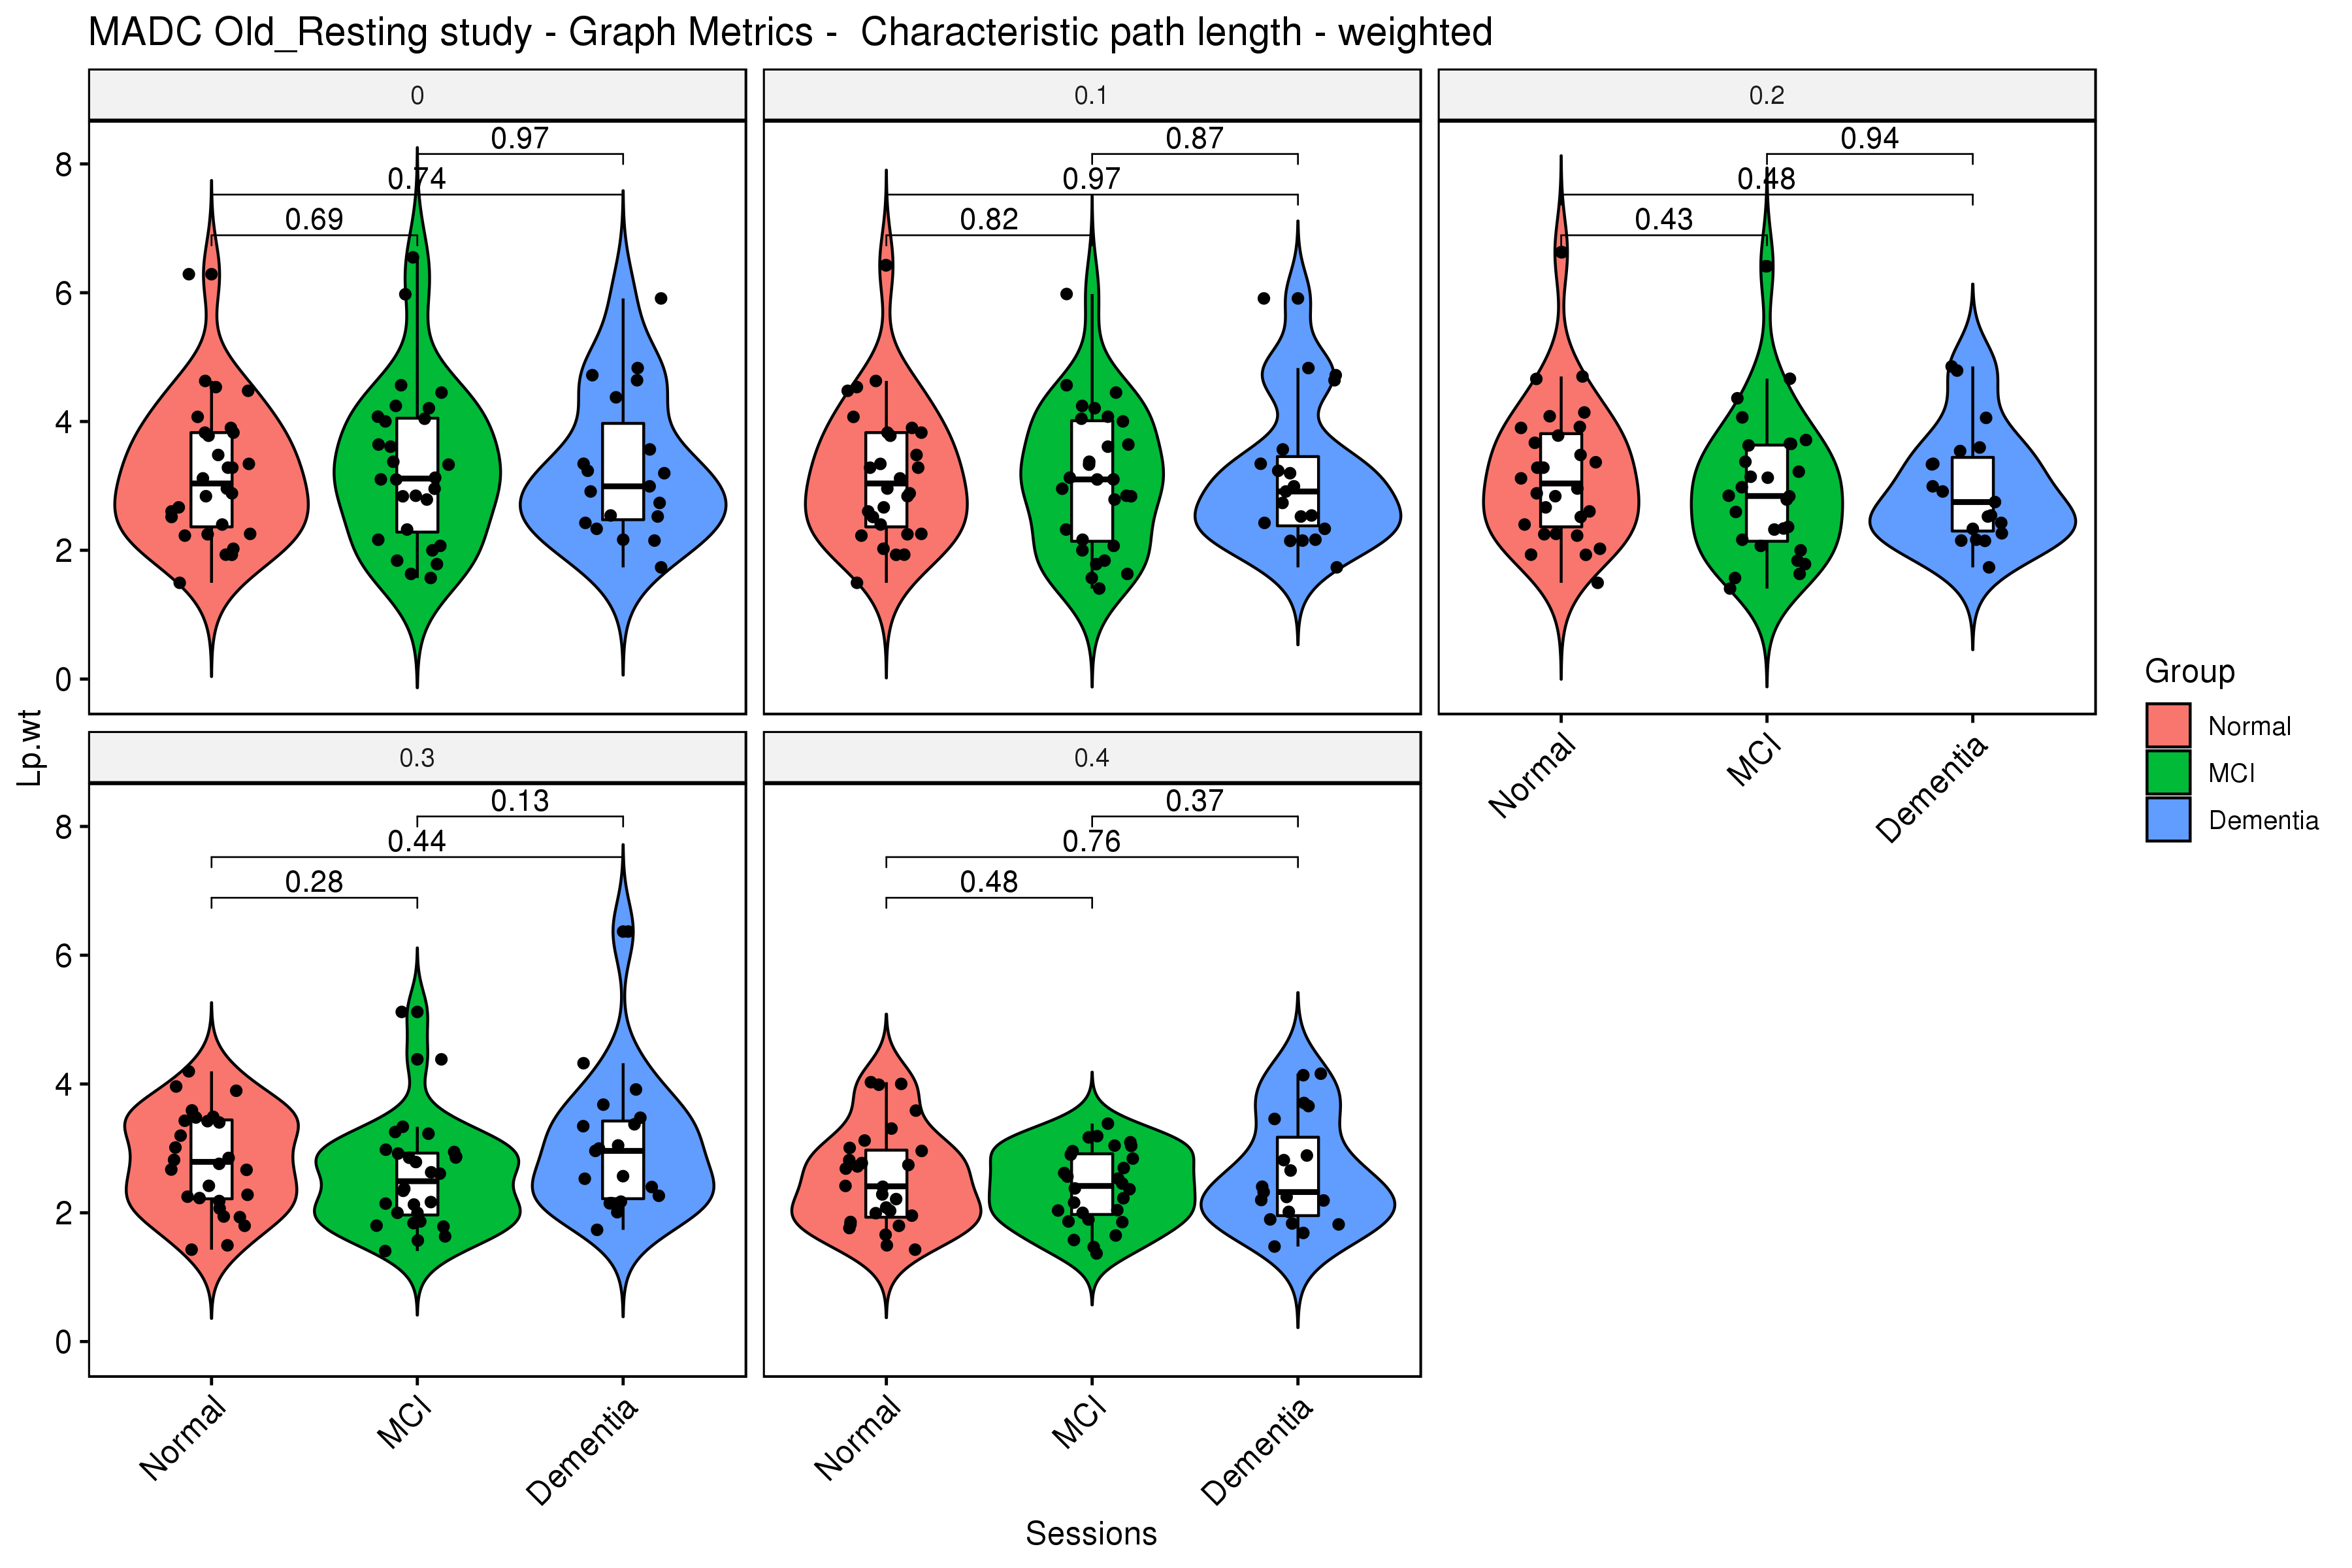 MADC Old_Resting study - Graph Metrics -  Characteristic path length - weighted
0
0.1
0.2
0.97
0.74
0.69
0.87
0.97
0.82
0.94
0.48
0.43
8
6
4
2
0
Normal
MCI
Dementia
Lp.wt
Group
Normal
MCI
Dementia
0.3
0.4
0.13
0.44
0.28
0.37
0.76
0.48
8
6
4
2
0
Normal
MCI
Dementia
Normal
MCI
Dementia
Sessions